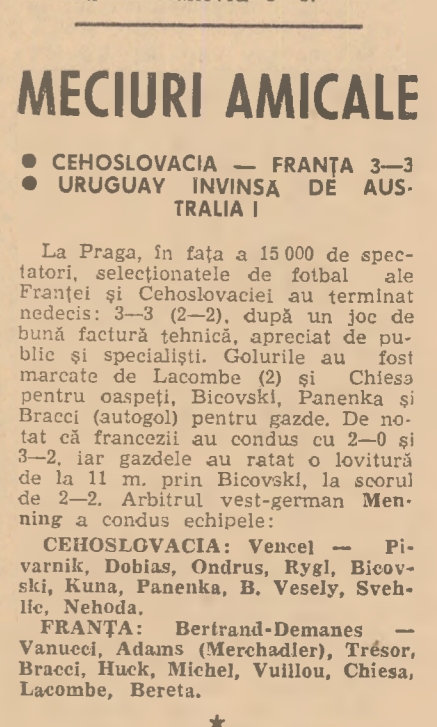 MECIURI AMICALE
● CEHOSLOVACIA — FRANȚA 3—3
● URUGUAY INVINSĂ DE AUS-
TRALIA !
La Praga, în fața a 15 000 de spec-
tatori, selecționatele de fotbal ale
Franței și Cehoslovaciei au terminat
nedecis: 3—3 (2—2), după un joc de
bună factură tehnică, apreciat de pu-
blic și specialiști. Golurile au fost
marcate de Lacombe (2) și Chiesa
pentru oaspeți, Bicovski, Panenka și
Bracci (autogol) pentru gazde. De no-
tat că francezii au condus cu 2—0 și
3—2, iar gazdele au ratat o lovitură
de la 11 m. prin Bicovski, la scorul
de 2—2. Arbitrul vest-german Men-
ning a condus echipele:
CEHOSLOVACIA: Vencel — Pi-
varnik, Dobias, Ondrus, Rygl, Bicov-
ski, Kuna, Panenka, B. Vesely, Sveh-
lic, Nehoda.
FRANȚA: Bertrand-Demanes —
Vanucci, Adams (Merchadler), Trésor,
Bracci, Huck, Michel, Vuillou, Chiesa,
Lacombe, Bereta.
★